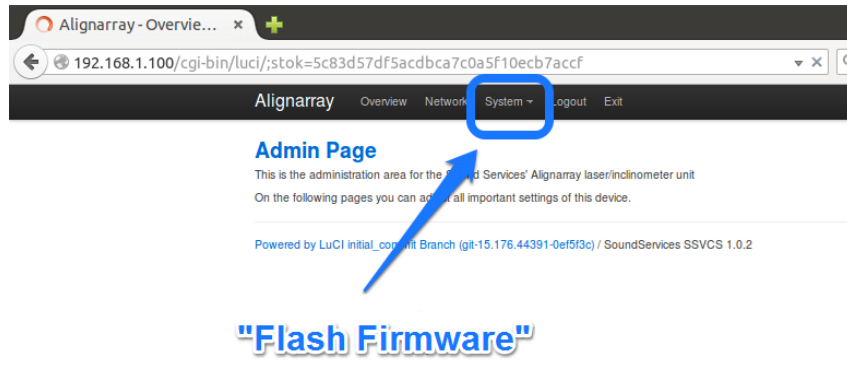 Alignarray - Overvie...
192.168.1.100/cgi-bin/luci/;stok=5c83d57df5acdbca7c0a5f10ecb7accf
Alignarray Overview Network System Logout Exit
Admin Page
This is the administration area for the Services' Alignarray laser/inclinometer unit
On the following pages you can all important settings of this device.
Powered by LuCI Branch (git-15.176.44391-0ef5f3c) / SoundServices SSVCS 1.0.2
"Flash Firmware"